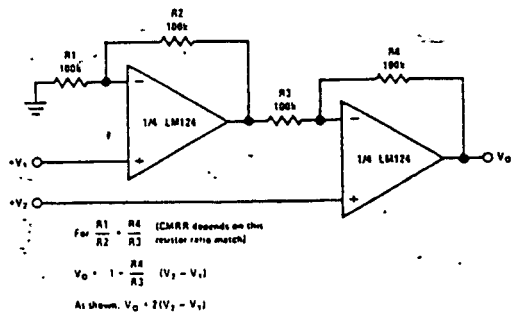 R2
100k
R1
100k
R4
100k
R3
100k
−
1/4 LM124
+
−
1/4 LM124
+
VO
+V1
+V2
For R1/R2 = R4/R3 (CMRR depends on this
resistor ratio match)
VO = 1 + R4/R3 (V2 − V1)
As shown, VO = 2(V2 − V1)